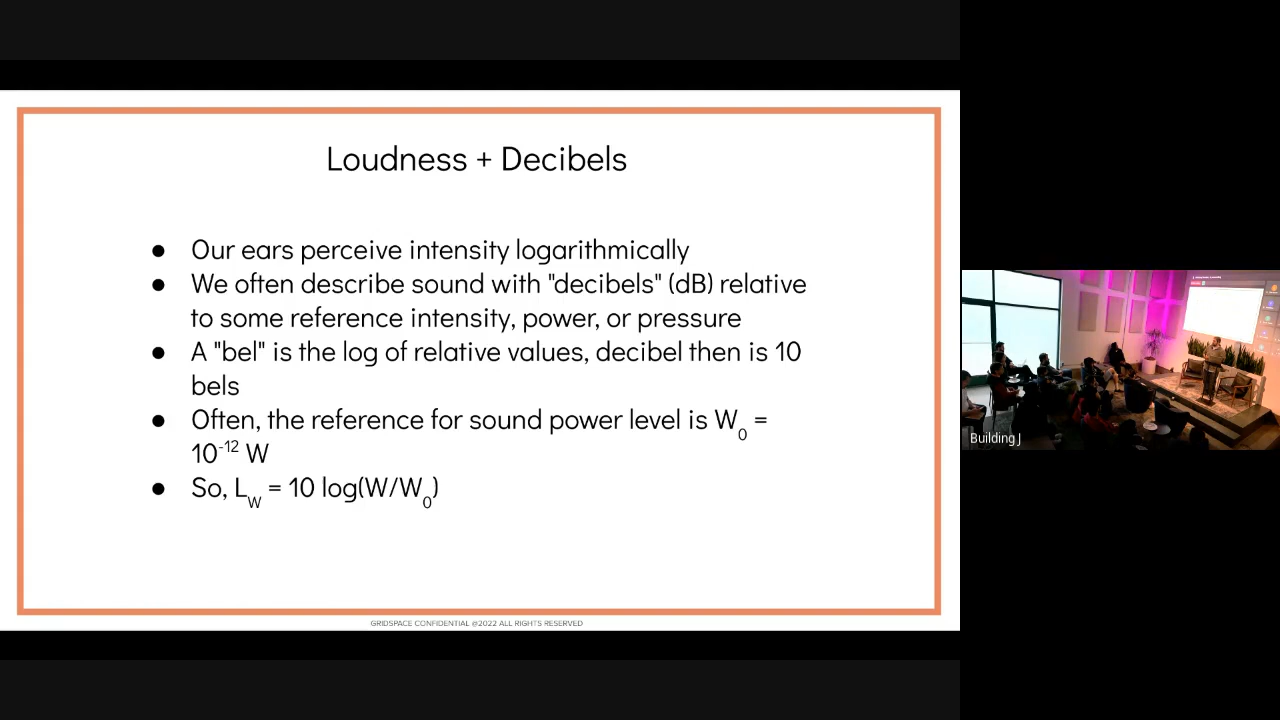 Loudness + Decibels
● Our ears perceive intensity logarithmically
● We often describe sound with "decibels" (dB) relative
to some reference intensity, power, or pressure
● A "bel" is the log of relative values, decibel then is 10
bels
● Often, the reference for sound power level is W₀ =
10⁻¹² W
● So, L_W = 10 log(W/W₀)
GRIDSPACE CONFIDENTIAL @2022 ALL RIGHTS RESERVED
Building J